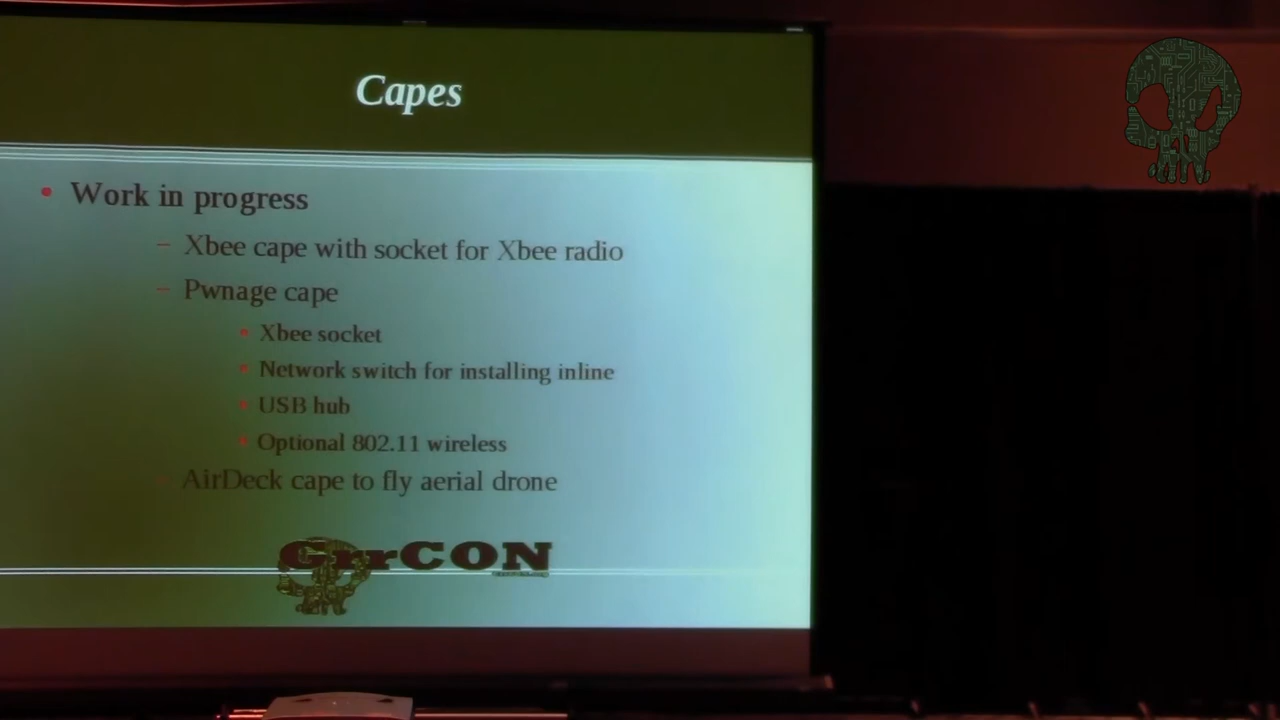 Capes
• Work in progress
– Xbee cape with socket for Xbee radio
– Pwnage cape
• Xbee socket
• Network switch for installing inline
• USB hub
• Optional 802.11 wireless
– AirDeck cape to fly aerial drone
GrrCON